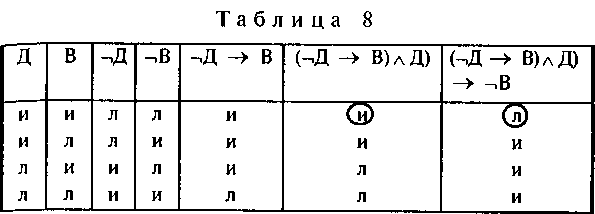 Таблица 8
Д В ¬Д ¬В ¬Д → В (¬Д → В)∧Д) (¬Д → В)∧Д)
→ ¬В
и и л л и и л
и л л и и и и
л и и л и л и
л л и и л л и